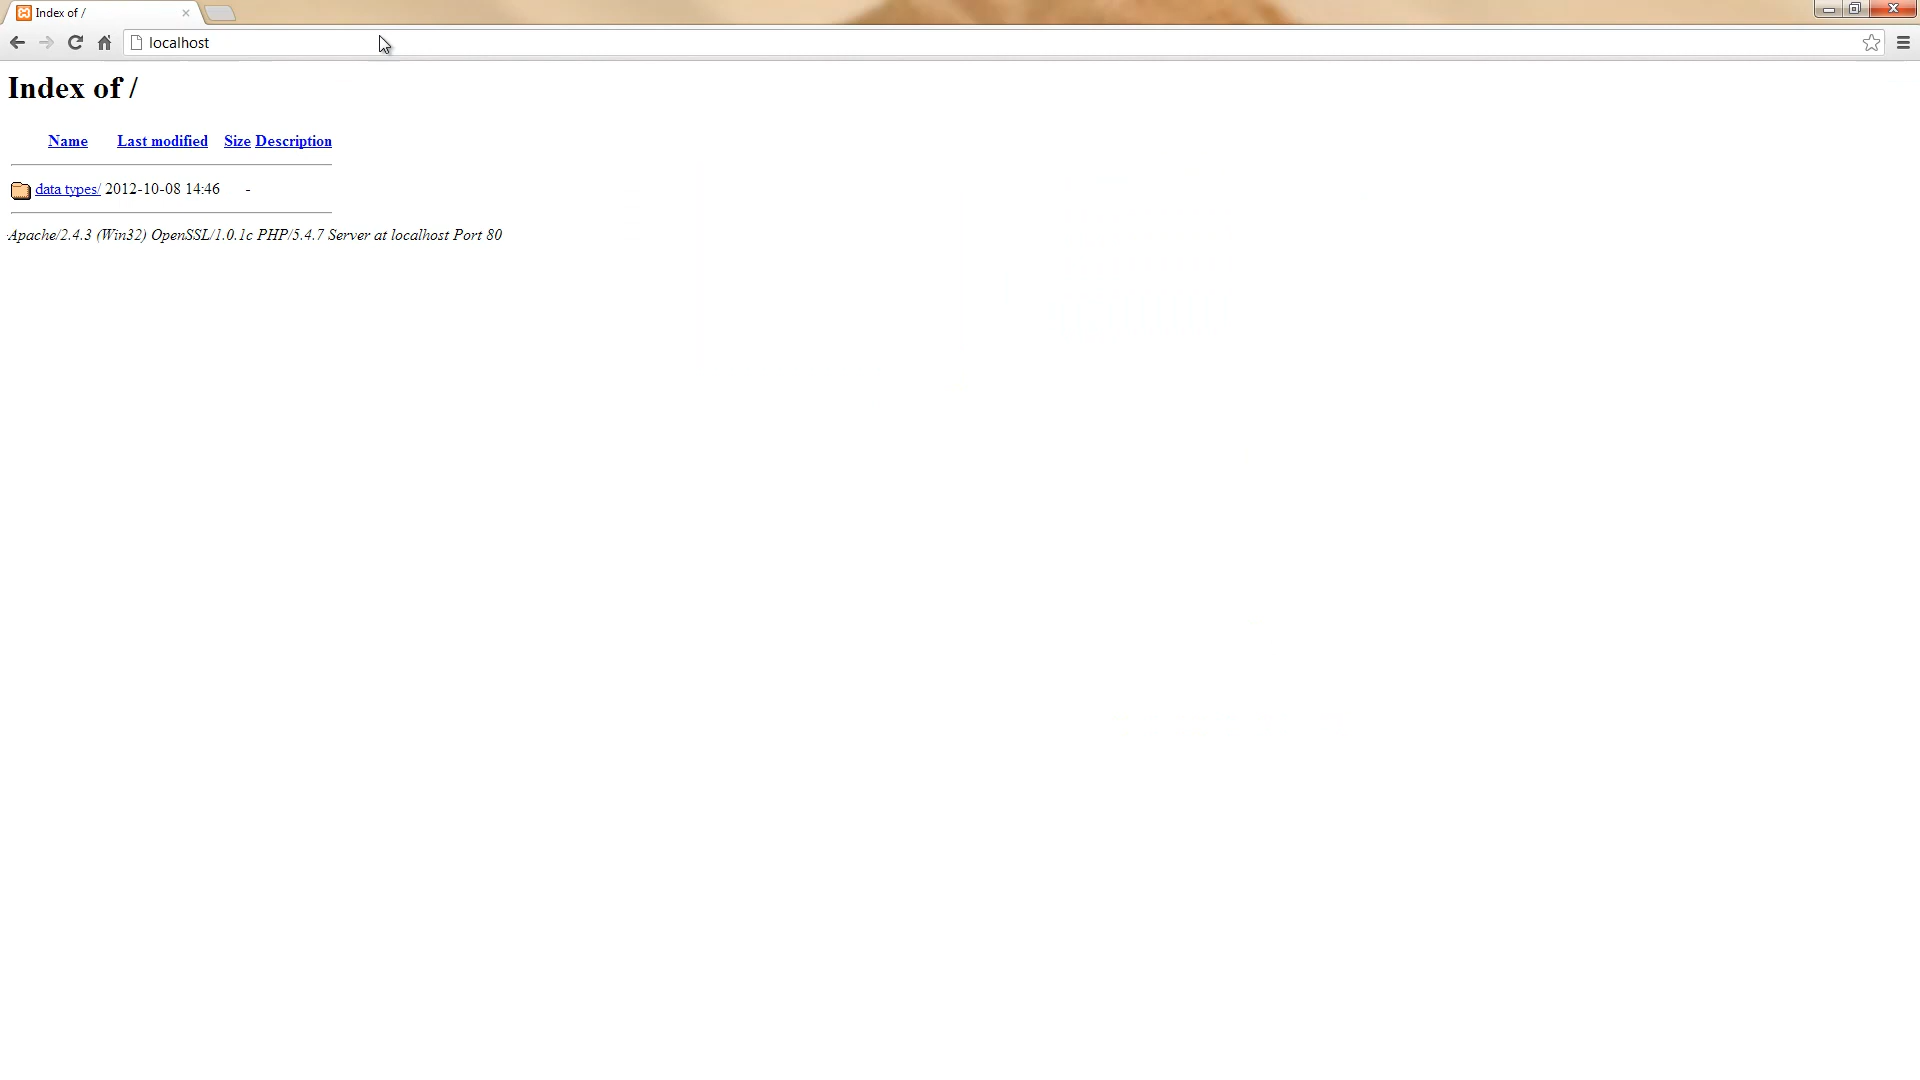 Index of /
localhost
Index of /
Name Last modified Size Description
data types/ 2012-10-08 14:46 -
Apache/2.4.3 (Win32) OpenSSL/1.0.1c PHP/5.4.7 Server at localhost Port 80